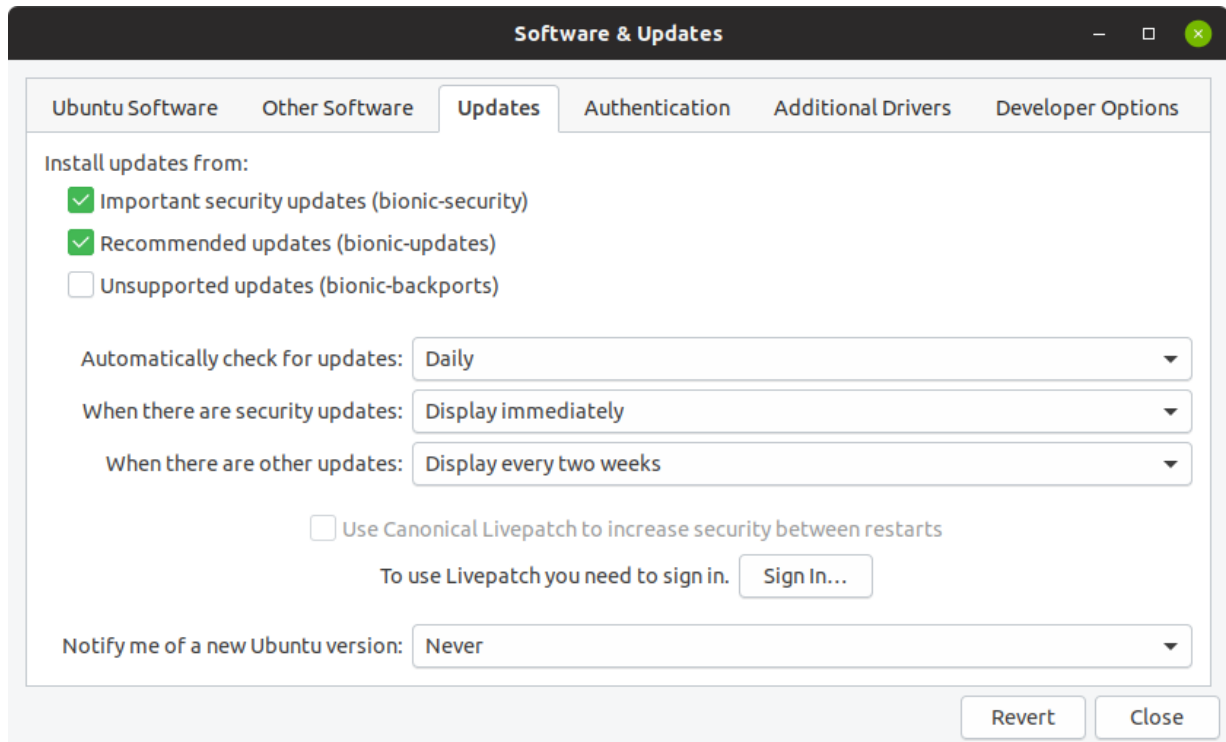 Software & Updates
Ubuntu Software Other Software Updates Authentication Additional Drivers Developer Options
Install updates from:
Important security updates (bionic-security)
Recommended updates (bionic-updates)
Unsupported updates (bionic-backports)
Automatically check for updates: Daily
When there are security updates: Display immediately
When there are other updates: Display every two weeks
Use Canonical Livepatch to increase security between restarts
To use Livepatch you need to sign in. Sign In...
Notify me of a new Ubuntu version: Never
Revert Close